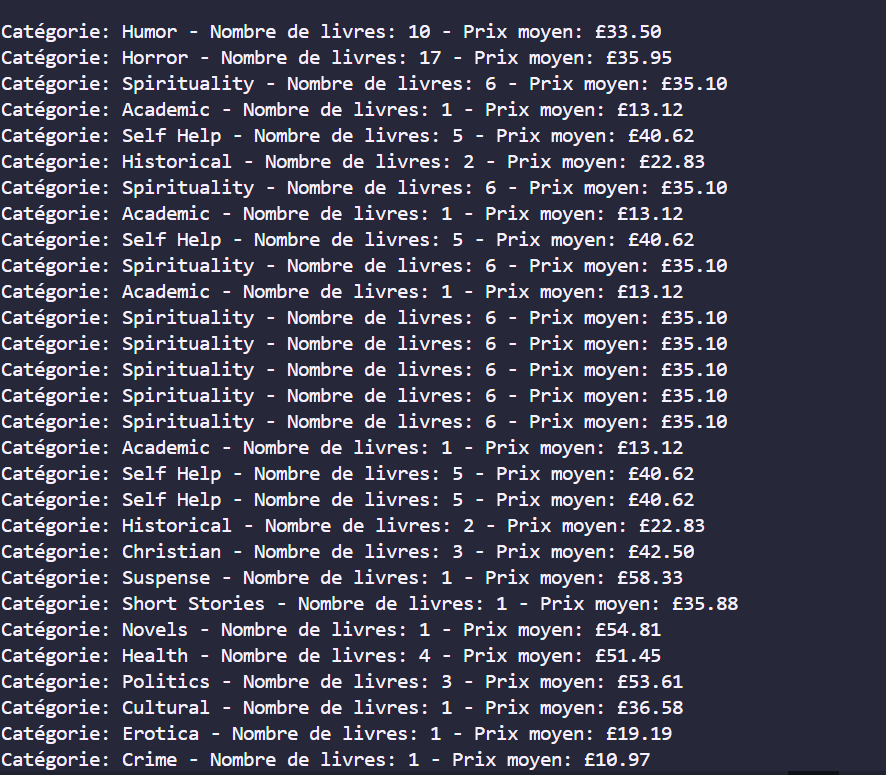 Catégorie: Humor - Nombre de livres: 10 - Prix moyen: £33.50
Catégorie: Horror - Nombre de livres: 17 - Prix moyen: £35.95
Catégorie: Spirituality - Nombre de livres: 6 - Prix moyen: £35.10
Catégorie: Academic - Nombre de livres: 1 - Prix moyen: £13.12
Catégorie: Self Help - Nombre de livres: 5 - Prix moyen: £40.62
Catégorie: Historical - Nombre de livres: 2 - Prix moyen: £22.83
Catégorie: Spirituality - Nombre de livres: 6 - Prix moyen: £35.10
Catégorie: Academic - Nombre de livres: 1 - Prix moyen: £13.12
Catégorie: Self Help - Nombre de livres: 5 - Prix moyen: £40.62
Catégorie: Spirituality - Nombre de livres: 6 - Prix moyen: £35.10
Catégorie: Academic - Nombre de livres: 1 - Prix moyen: £13.12
Catégorie: Spirituality - Nombre de livres: 6 - Prix moyen: £35.10
Catégorie: Spirituality - Nombre de livres: 6 - Prix moyen: £35.10
Catégorie: Spirituality - Nombre de livres: 6 - Prix moyen: £35.10
Catégorie: Spirituality - Nombre de livres: 6 - Prix moyen: £35.10
Catégorie: Spirituality - Nombre de livres: 6 - Prix moyen: £35.10
Catégorie: Academic - Nombre de livres: 1 - Prix moyen: £13.12
Catégorie: Self Help - Nombre de livres: 5 - Prix moyen: £40.62
Catégorie: Self Help - Nombre de livres: 5 - Prix moyen: £40.62
Catégorie: Historical - Nombre de livres: 2 - Prix moyen: £22.83
Catégorie: Christian - Nombre de livres: 3 - Prix moyen: £42.50
Catégorie: Suspense - Nombre de livres: 1 - Prix moyen: £58.33
Catégorie: Short Stories - Nombre de livres: 1 - Prix moyen: £35.88
Catégorie: Novels - Nombre de livres: 1 - Prix moyen: £54.81
Catégorie: Health - Nombre de livres: 4 - Prix moyen: £51.45
Catégorie: Politics - Nombre de livres: 3 - Prix moyen: £53.61
Catégorie: Cultural - Nombre de livres: 1 - Prix moyen: £36.58
Catégorie: Erotica - Nombre de livres: 1 - Prix moyen: £19.19
Catégorie: Crime - Nombre de livres: 1 - Prix moyen: £10.97